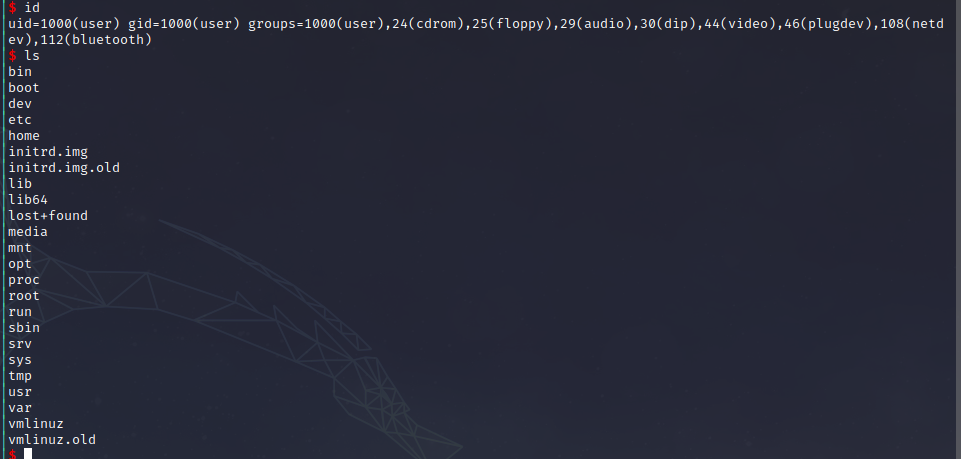 $ id
uid=1000(user) gid=1000(user) groups=1000(user),24(cdrom),25(floppy),29(audio),30(dip),44(video),46(plugdev),108(netd
ev),112(bluetooth)
$ ls
bin
boot
dev
etc
home
initrd.img
initrd.img.old
lib
lib64
lost+found
media
mnt
opt
proc
root
run
sbin
srv
sys
tmp
usr
var
vmlinuz
vmlinuz.old
$